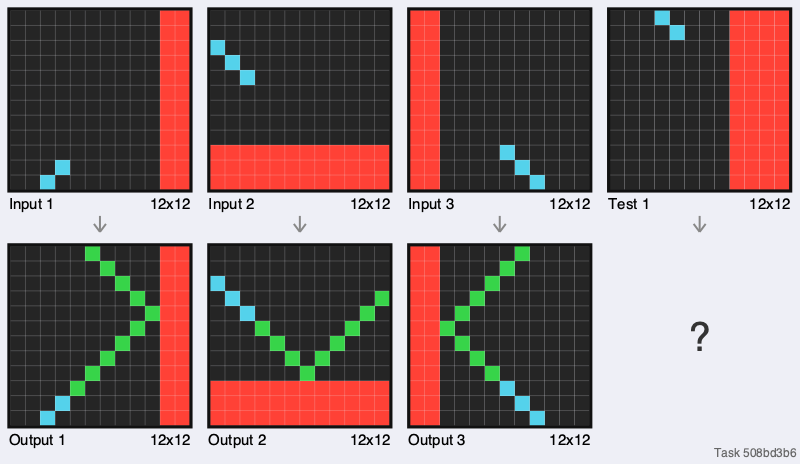 Input 1 12x12 Input 2 12x12 Input 3 12x12 Test 1 12x12
?
Output 1 12x12 Output 2 12x12 Output 3 12x12
Task 508bd3b6